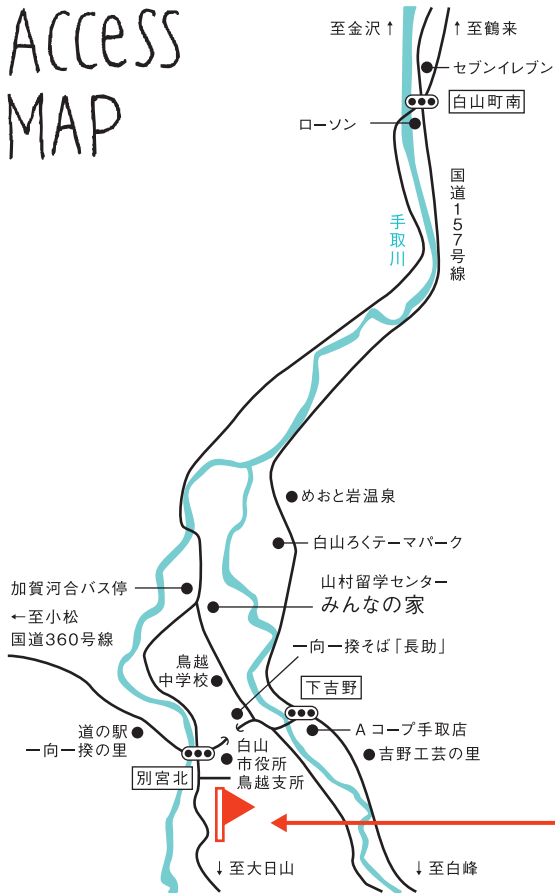 Access
MAP
至金沢↑
↑至鶴来
セブンイレブン
白山町南
ローソン
国道157号線
手取川
めおと岩温泉
白山ろくテーマパーク
山村留学センター
みんなの家
加賀河合バス停
←至小松
国道360号線
一向一揆そば「長助」
鳥越
中学校
下吉野
道の駅
一向一揆の里
白山
市役所
鳥越支所
Aコープ手取店
吉野工芸の里
別宮北
↓至大日山
↓至白峰